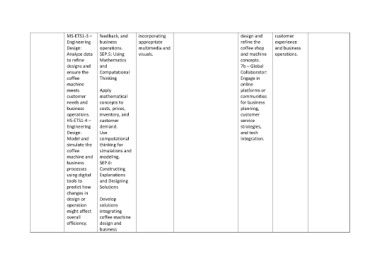 MS-ETS1-3 –
Engineering
Design:
Analyze data
to refine
designs and
ensure the
coffee
machine
meets
customer
needs and
business
operations.
HS-ETS1-4 –
Engineering
Design:
Model and
simulate the
coffee
machine and
business
processes
using digital
tools to
predict how
changes in
design or
operation
might affect
overall
efficiency.
feedback, and
business
operations.
SEP.5: Using
Mathematics
and
Computational
Thinking
Apply
mathematical
concepts to
costs, prices,
inventory, and
customer
demand.
Use
computational
thinking for
simulations and
modeling.
SEP.6:
Constructing
Explanations
and Designing
Solutions
Develop
solutions
integrating
coffee machine
design and
business
incorporating
appropriate
multimedia and
visuals.
design and
refine the
coffee shop
and machine
concepts.
7b – Global
Collaborator:
Engage in
online
platforms or
communities
for business
planning,
customer
service
strategies,
and tech
integration.
customer
experience
and business
operations.